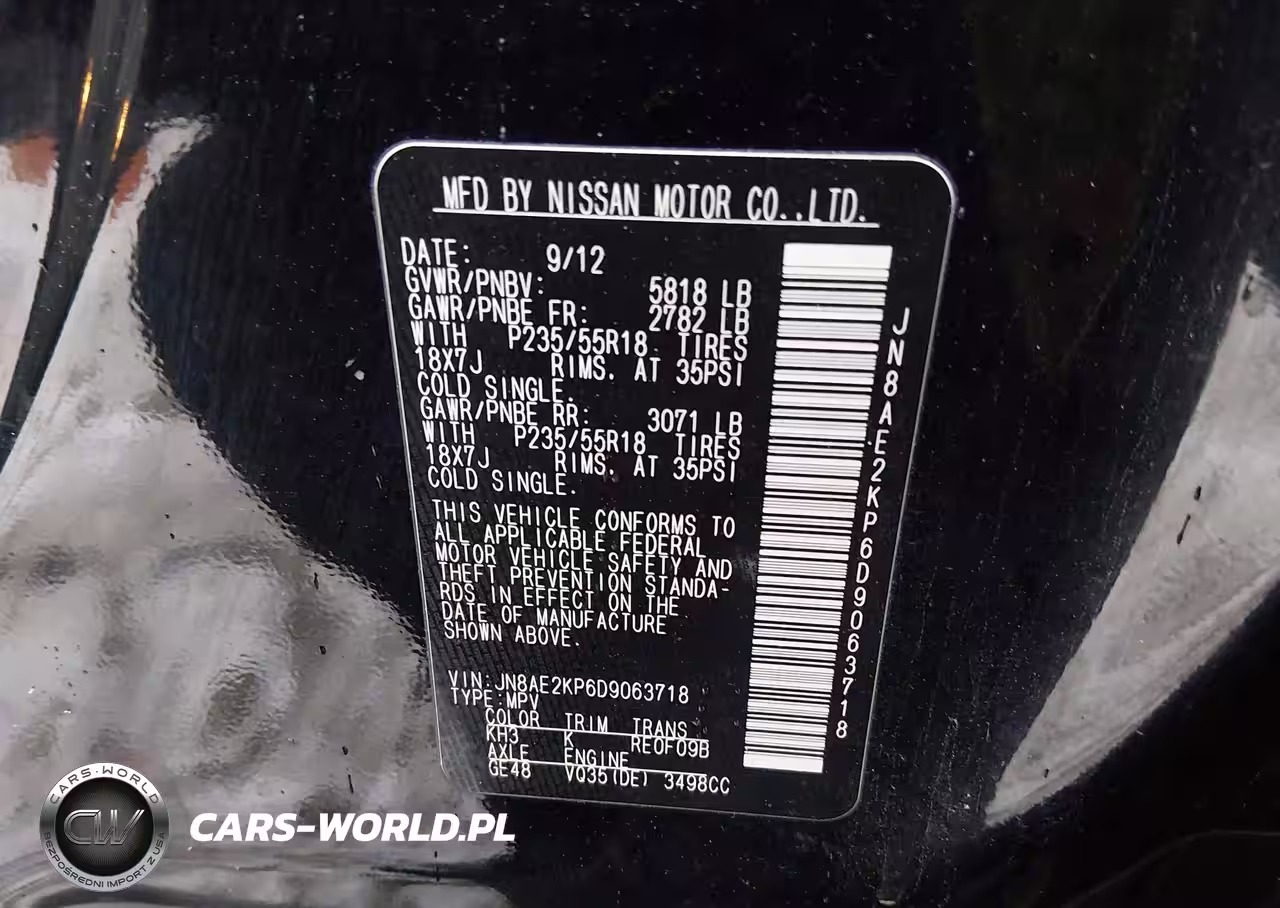 MFD BY NISSAN MOTOR CO.,LTD.
DATE: 9/12
GVWR/PNBV: 5818 LB
GAWR/PNBE FR: 2782 LB
WITH P235/55R18 TIRES
18X7J RIMS. AT 35PSI
COLD SINGLE.
GAWR/PNBE RR: 3071 LB
WITH P235/55R18 TIRES
18X7J RIMS. AT 35PSI
COLD SINGLE.
THIS VEHICLE CONFORMS TO
ALL APPLICABLE FEDERAL
MOTOR VEHICLE SAFETY AND
THEFT PREVENTION STANDA-
RDS IN EFFECT ON THE
DATE OF MANUFACTURE
SHOWN ABOVE.
VIN:JN8AE2KP6D9063718
TYPE:MPV
COLOR TRIM TRANS
KH3 K RE0F09B
AXLE ENGINE
GE48 VQ35(DE) 3498CC
JN8AE2KP6D9063718
CARS-WORLD
CW
BEZPOŚREDNI IMPORT Z USA
CARS-WORLD.PL